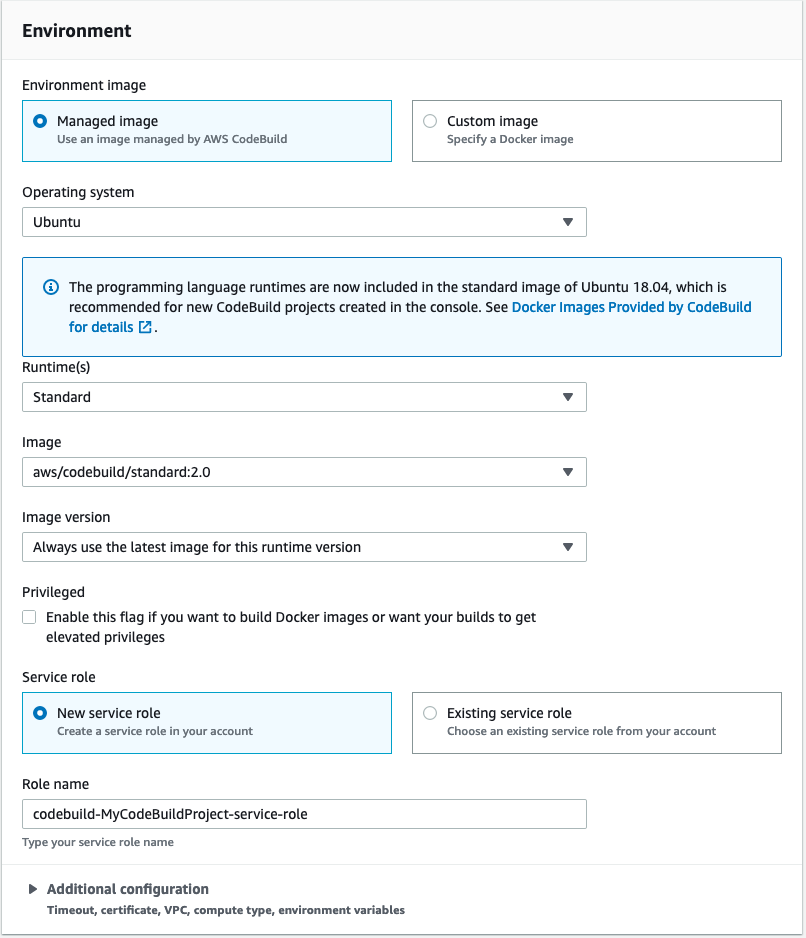 Environment
Environment image
Managed image
Use an image managed by AWS CodeBuild
Custom image
Specify a Docker image
Operating system
Ubuntu
The programming language runtimes are now included in the standard image of Ubuntu 18.04, which is
recommended for new CodeBuild projects created in the console. See Docker Images Provided by CodeBuild
for details .
Runtime(s)
Standard
Image
aws/codebuild/standard:2.0
Image version
Always use the latest image for this runtime version
Privileged
Enable this flag if you want to build Docker images or want your builds to get
elevated privileges
Service role
New service role
Create a service role in your account
Existing service role
Choose an existing service role from your account
Role name
codebuild-MyCodeBuildProject-service-role
Type your service role name
Additional configuration
Timeout, certificate, VPC, compute type, environment variables